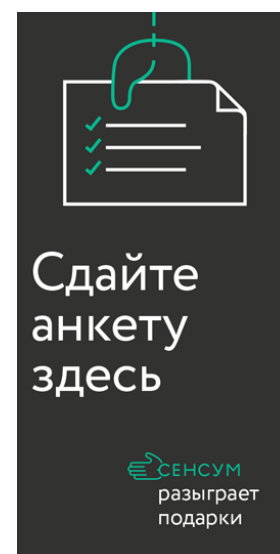 Сдайте
анкету
здесь
СЕНСУМ
разыграет
подарки